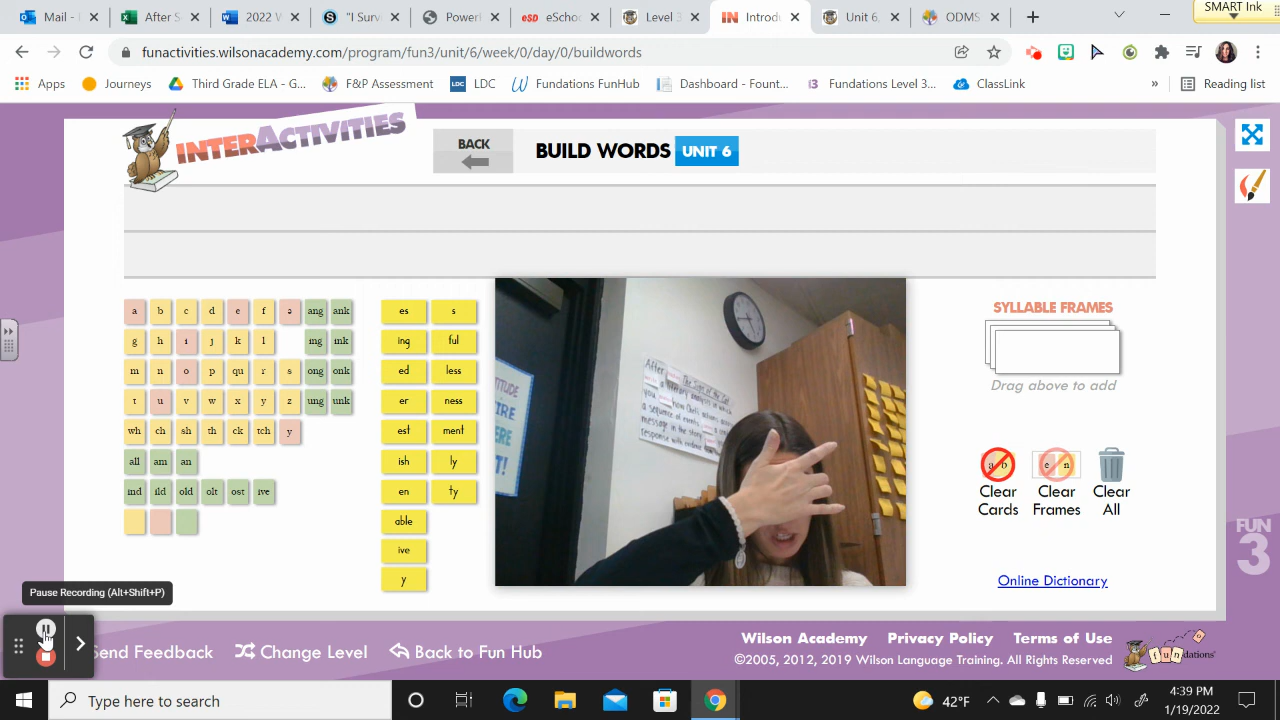 Mail -
After S
2022 W
"I Surv
Powerl
eScho
Level 3
Introdu
Unit 6,
ODMS
SMART Ink
funactivities.wilsonacademy.com/program/fun3/unit/6/week/0/day/0/buildwords
Apps
Journeys
Third Grade ELA - G...
F&P Assessment
LDC
LDC
Fundations FunHub
Dashboard - Fount...
Fundations Level 3...
ClassLink
»
Reading list
INTERACTIVITIES
BACK
BUILD WORDS UNIT 6
a b c d e f ə ang ank
g h i j k l ing ink
m n o p qu r s ong onk
t u v w x y z ung unk
wh ch sh th ck tch y
all am an
ind ild old olt ost ive
es s
ing ful
ed less
er ness
est ment
ish ly
en ty
able
ive
y
SYLLABLE FRAMES
Drag above to add
Clear Cards
Clear Frames
Clear All
Online Dictionary
FUN
3
Pause Recording (Alt+Shift+P)
Send Feedback
Change Level
Back to Fun Hub
Wilson Academy
Privacy Policy
Terms of Use
©2005, 2012, 2019 Wilson Language Training. All Rights Reserved
fundations
Type here to search
42°F
4:39 PM
1/19/2022